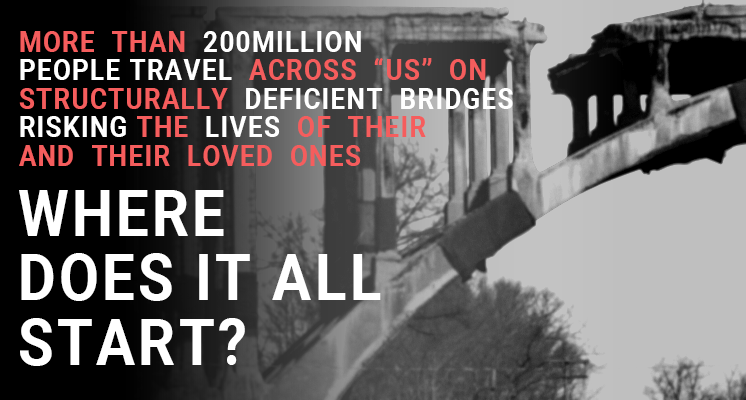 MORE THAN 200MILLION
PEOPLE TRAVEL ACROSS “US” ON
STRUCTURALLY DEFICIENT BRIDGES
RISKING THE LIVES OF THEIR
AND THEIR LOVED ONES
WHERE
DOES IT ALL
START?